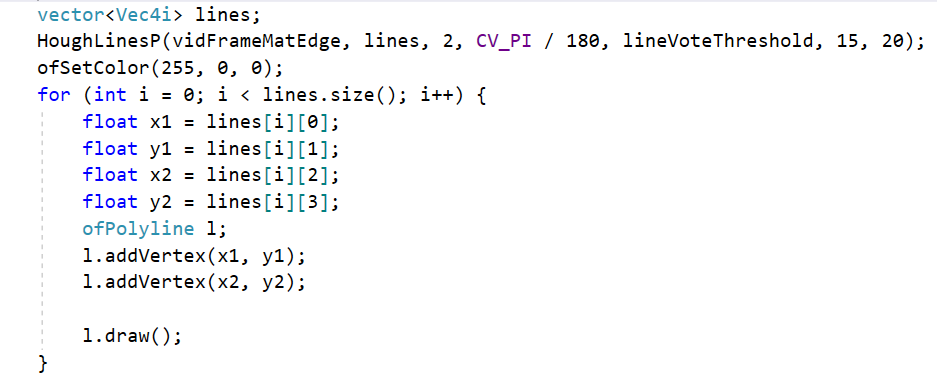 vector<Vec4i> lines;
HoughLinesP(vidFrameMatEdge, lines, 2, CV_PI / 180, lineVoteThreshold, 15, 20);
ofSetColor(255, 0, 0);
for (int i = 0; i < lines.size(); i++) {
    float x1 = lines[i][0];
    float y1 = lines[i][1];
    float x2 = lines[i][2];
    float y2 = lines[i][3];
    ofPolyline l;
    l.addVertex(x1, y1);
    l.addVertex(x2, y2);

    l.draw();
}